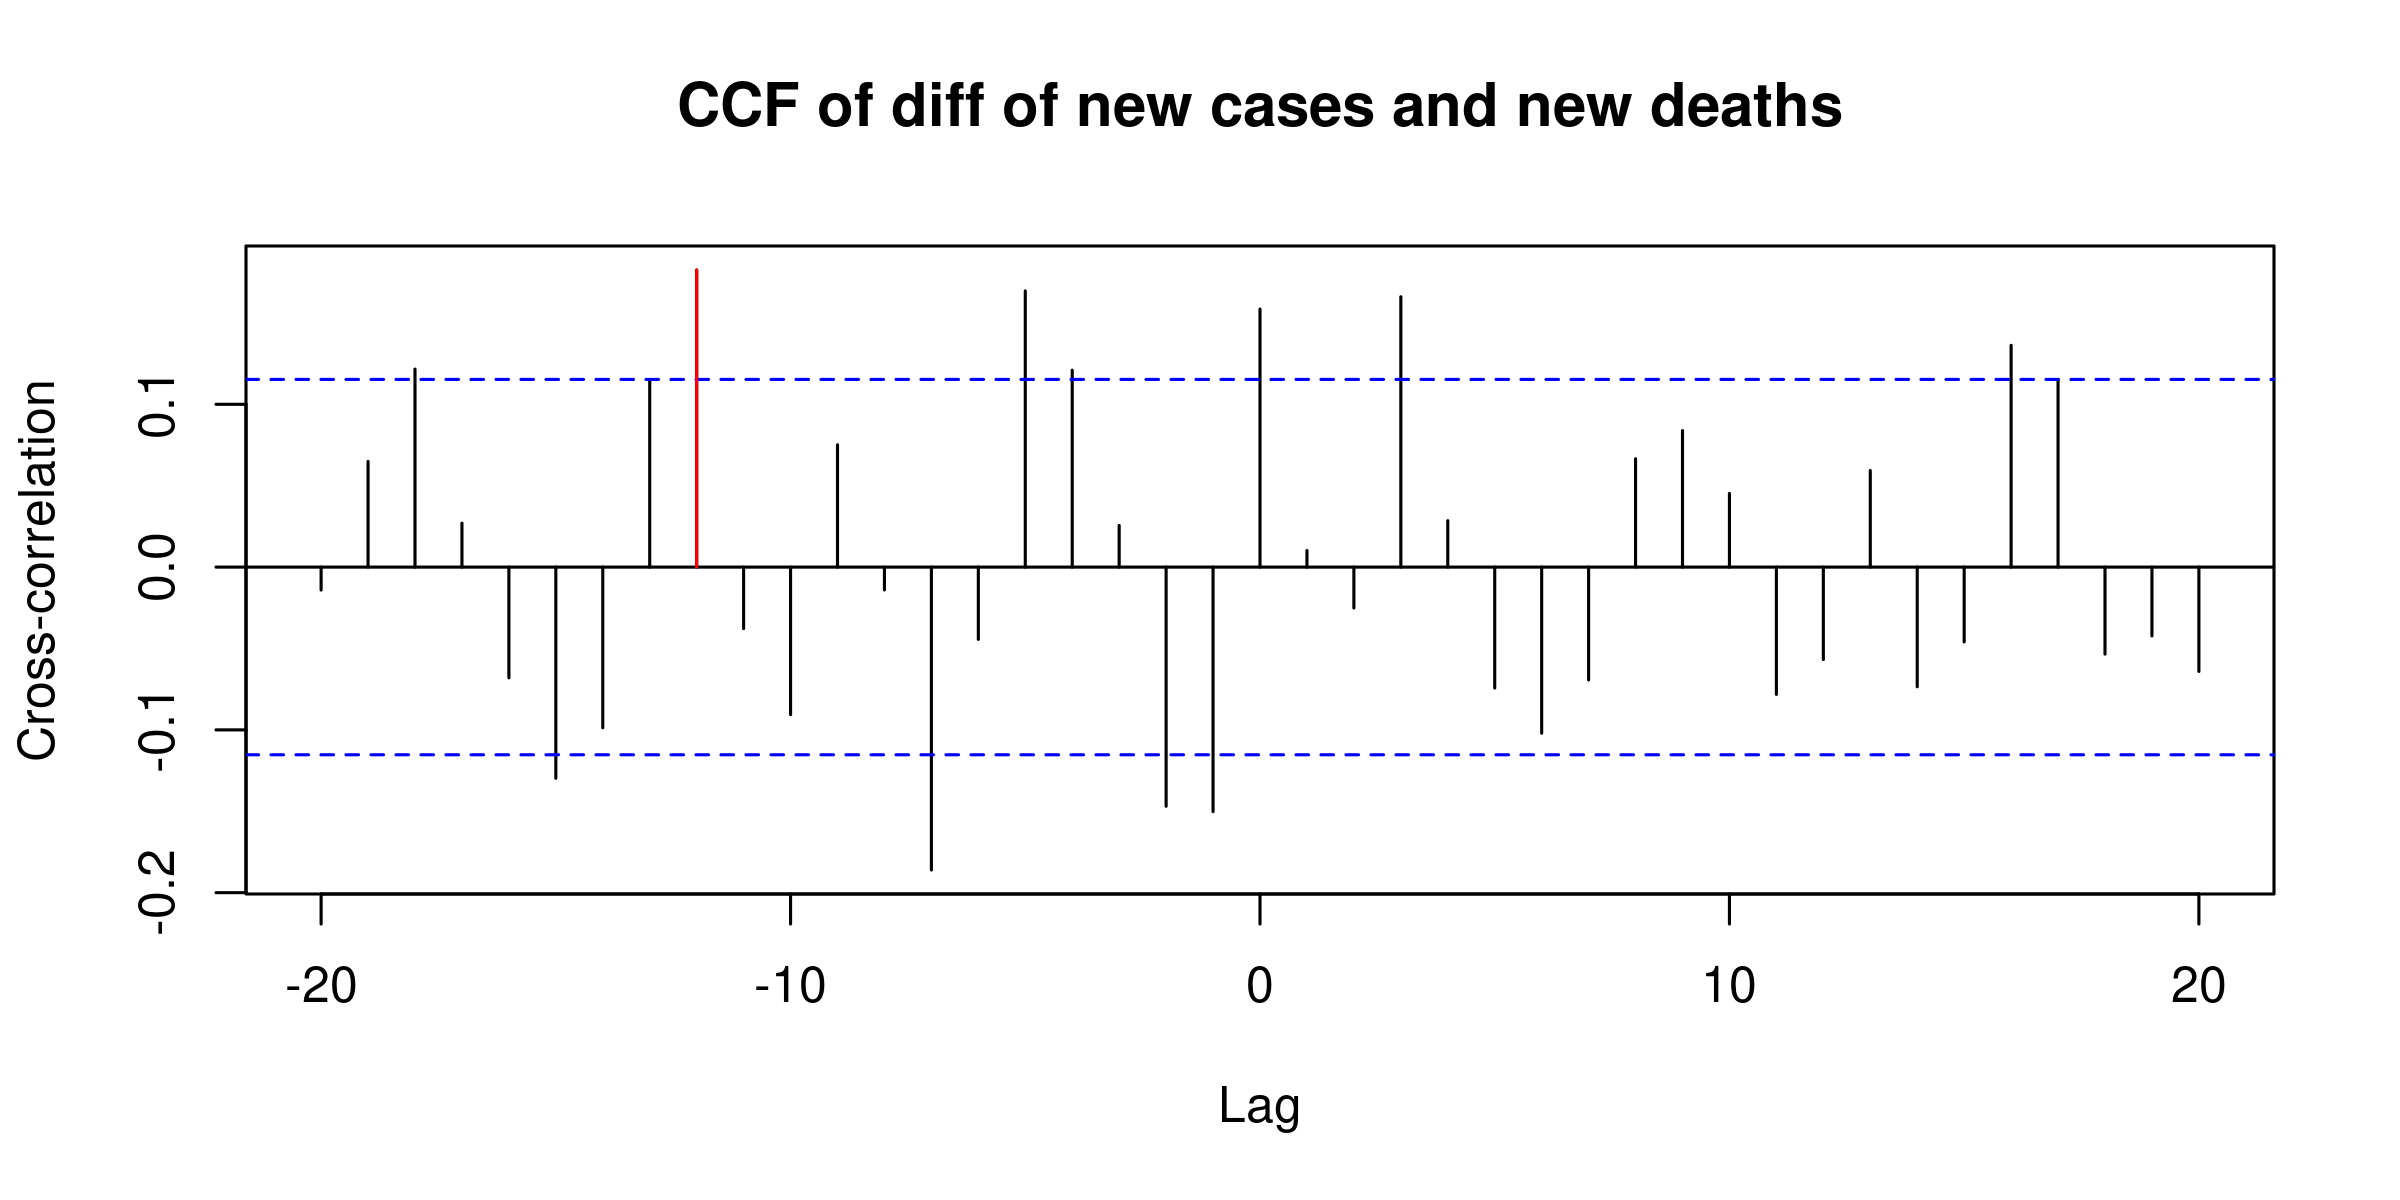 CCF of diff of new cases and new deaths
Cross-correlation
0.1
0.0
-0.1
-0.2
-20 -10 0 10 20
Lag